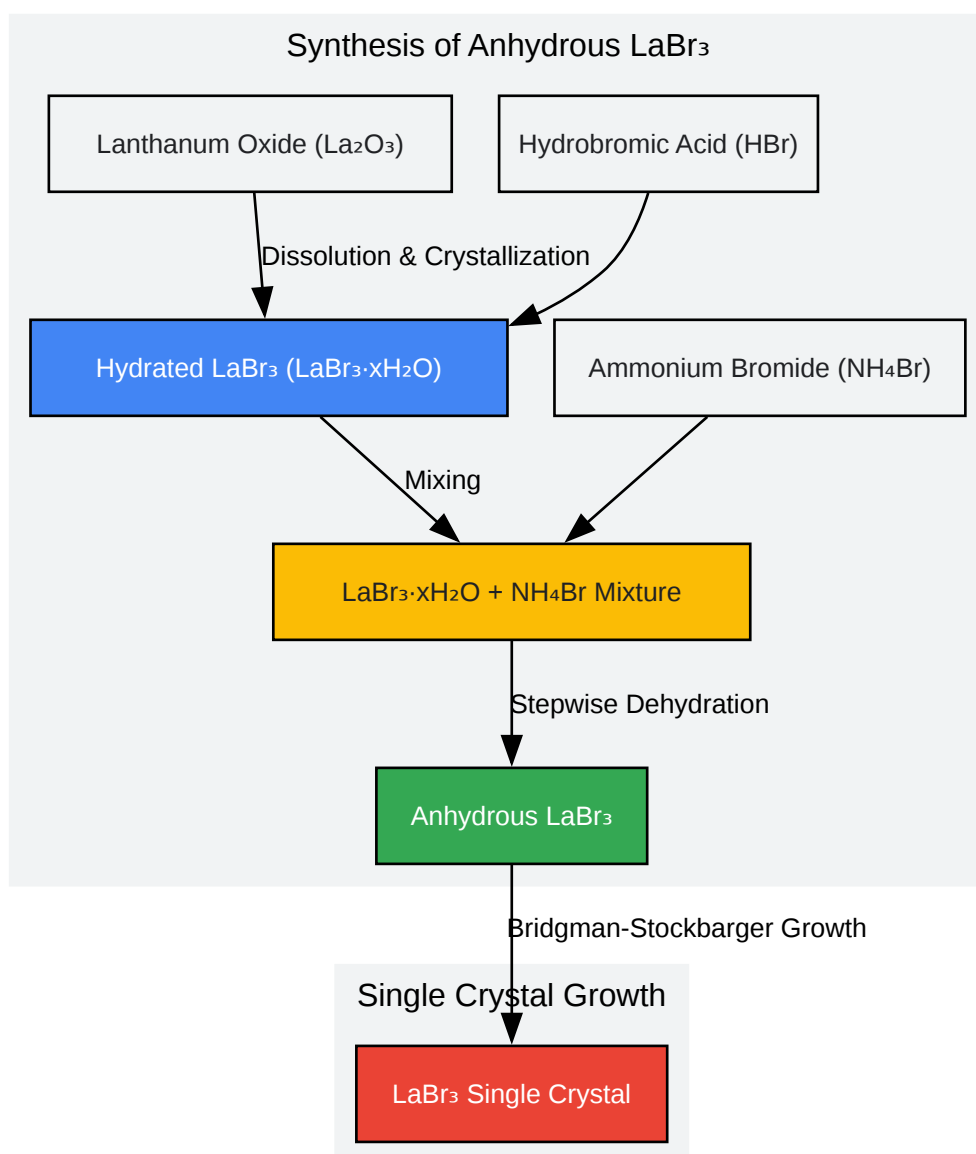 Synthesis of Anhydrous LaBr₃
Lanthanum Oxide (La₂O₃)
Hydrobromic Acid (HBr)
Dissolution & Crystallization
Hydrated LaBr₃ (LaBr₃·xH₂O)
Ammonium Bromide (NH₄Br)
Mixing
LaBr₃·xH₂O + NH₄Br Mixture
Stepwise Dehydration
Anhydrous LaBr₃
Bridgman-Stockbarger Growth
Single Crystal Growth
LaBr₃ Single Crystal